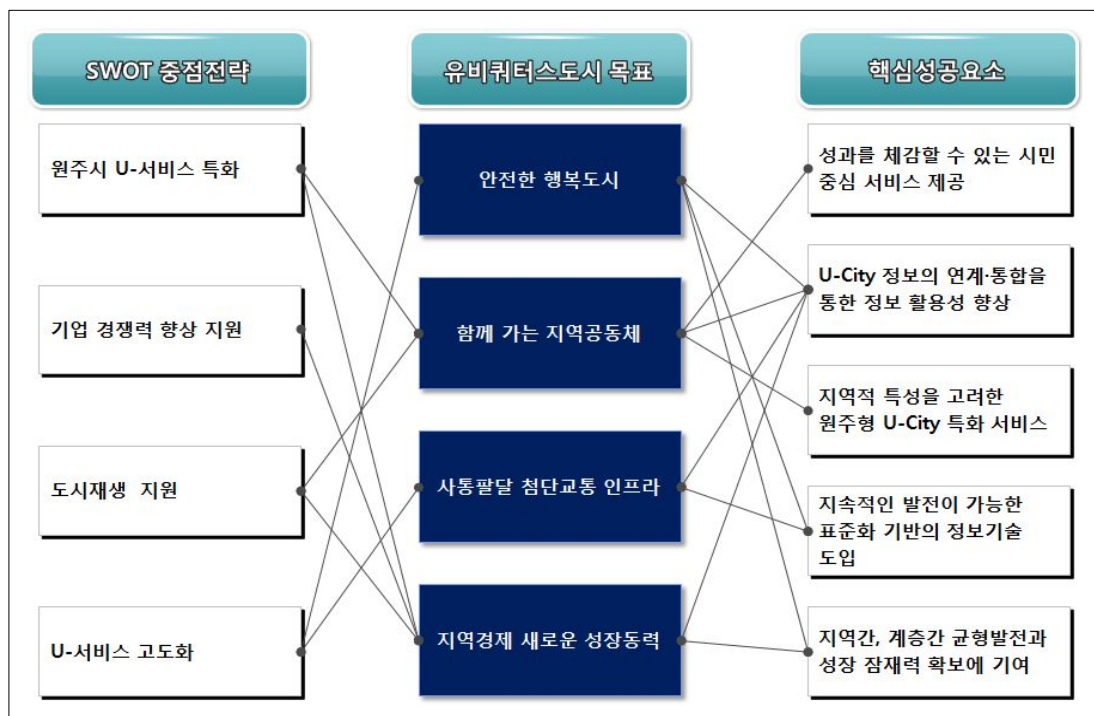 SWOT 중점전략
유비쿼터스도시 목표
핵심성공요소
원주시 U-서비스 특화
기업 경쟁력 향상 지원
도시재생 지원
U-서비스 고도화
안전한 행복도시
함께 가는 지역공동체
사통팔달 첨단교통 인프라
지역경제 새로운 성장동력
성과를 체감할 수 있는 시민
중심 서비스 제공
U-City 정보의 연계·통합을
통한 정보 활용성 향상
지역적 특성을 고려한
원주형 U-City 특화 서비스
지속적인 발전이 가능한
표준화 기반의 정보기술
도입
지역간, 계층간 균형발전과
성장 잠재력 확보에 기여